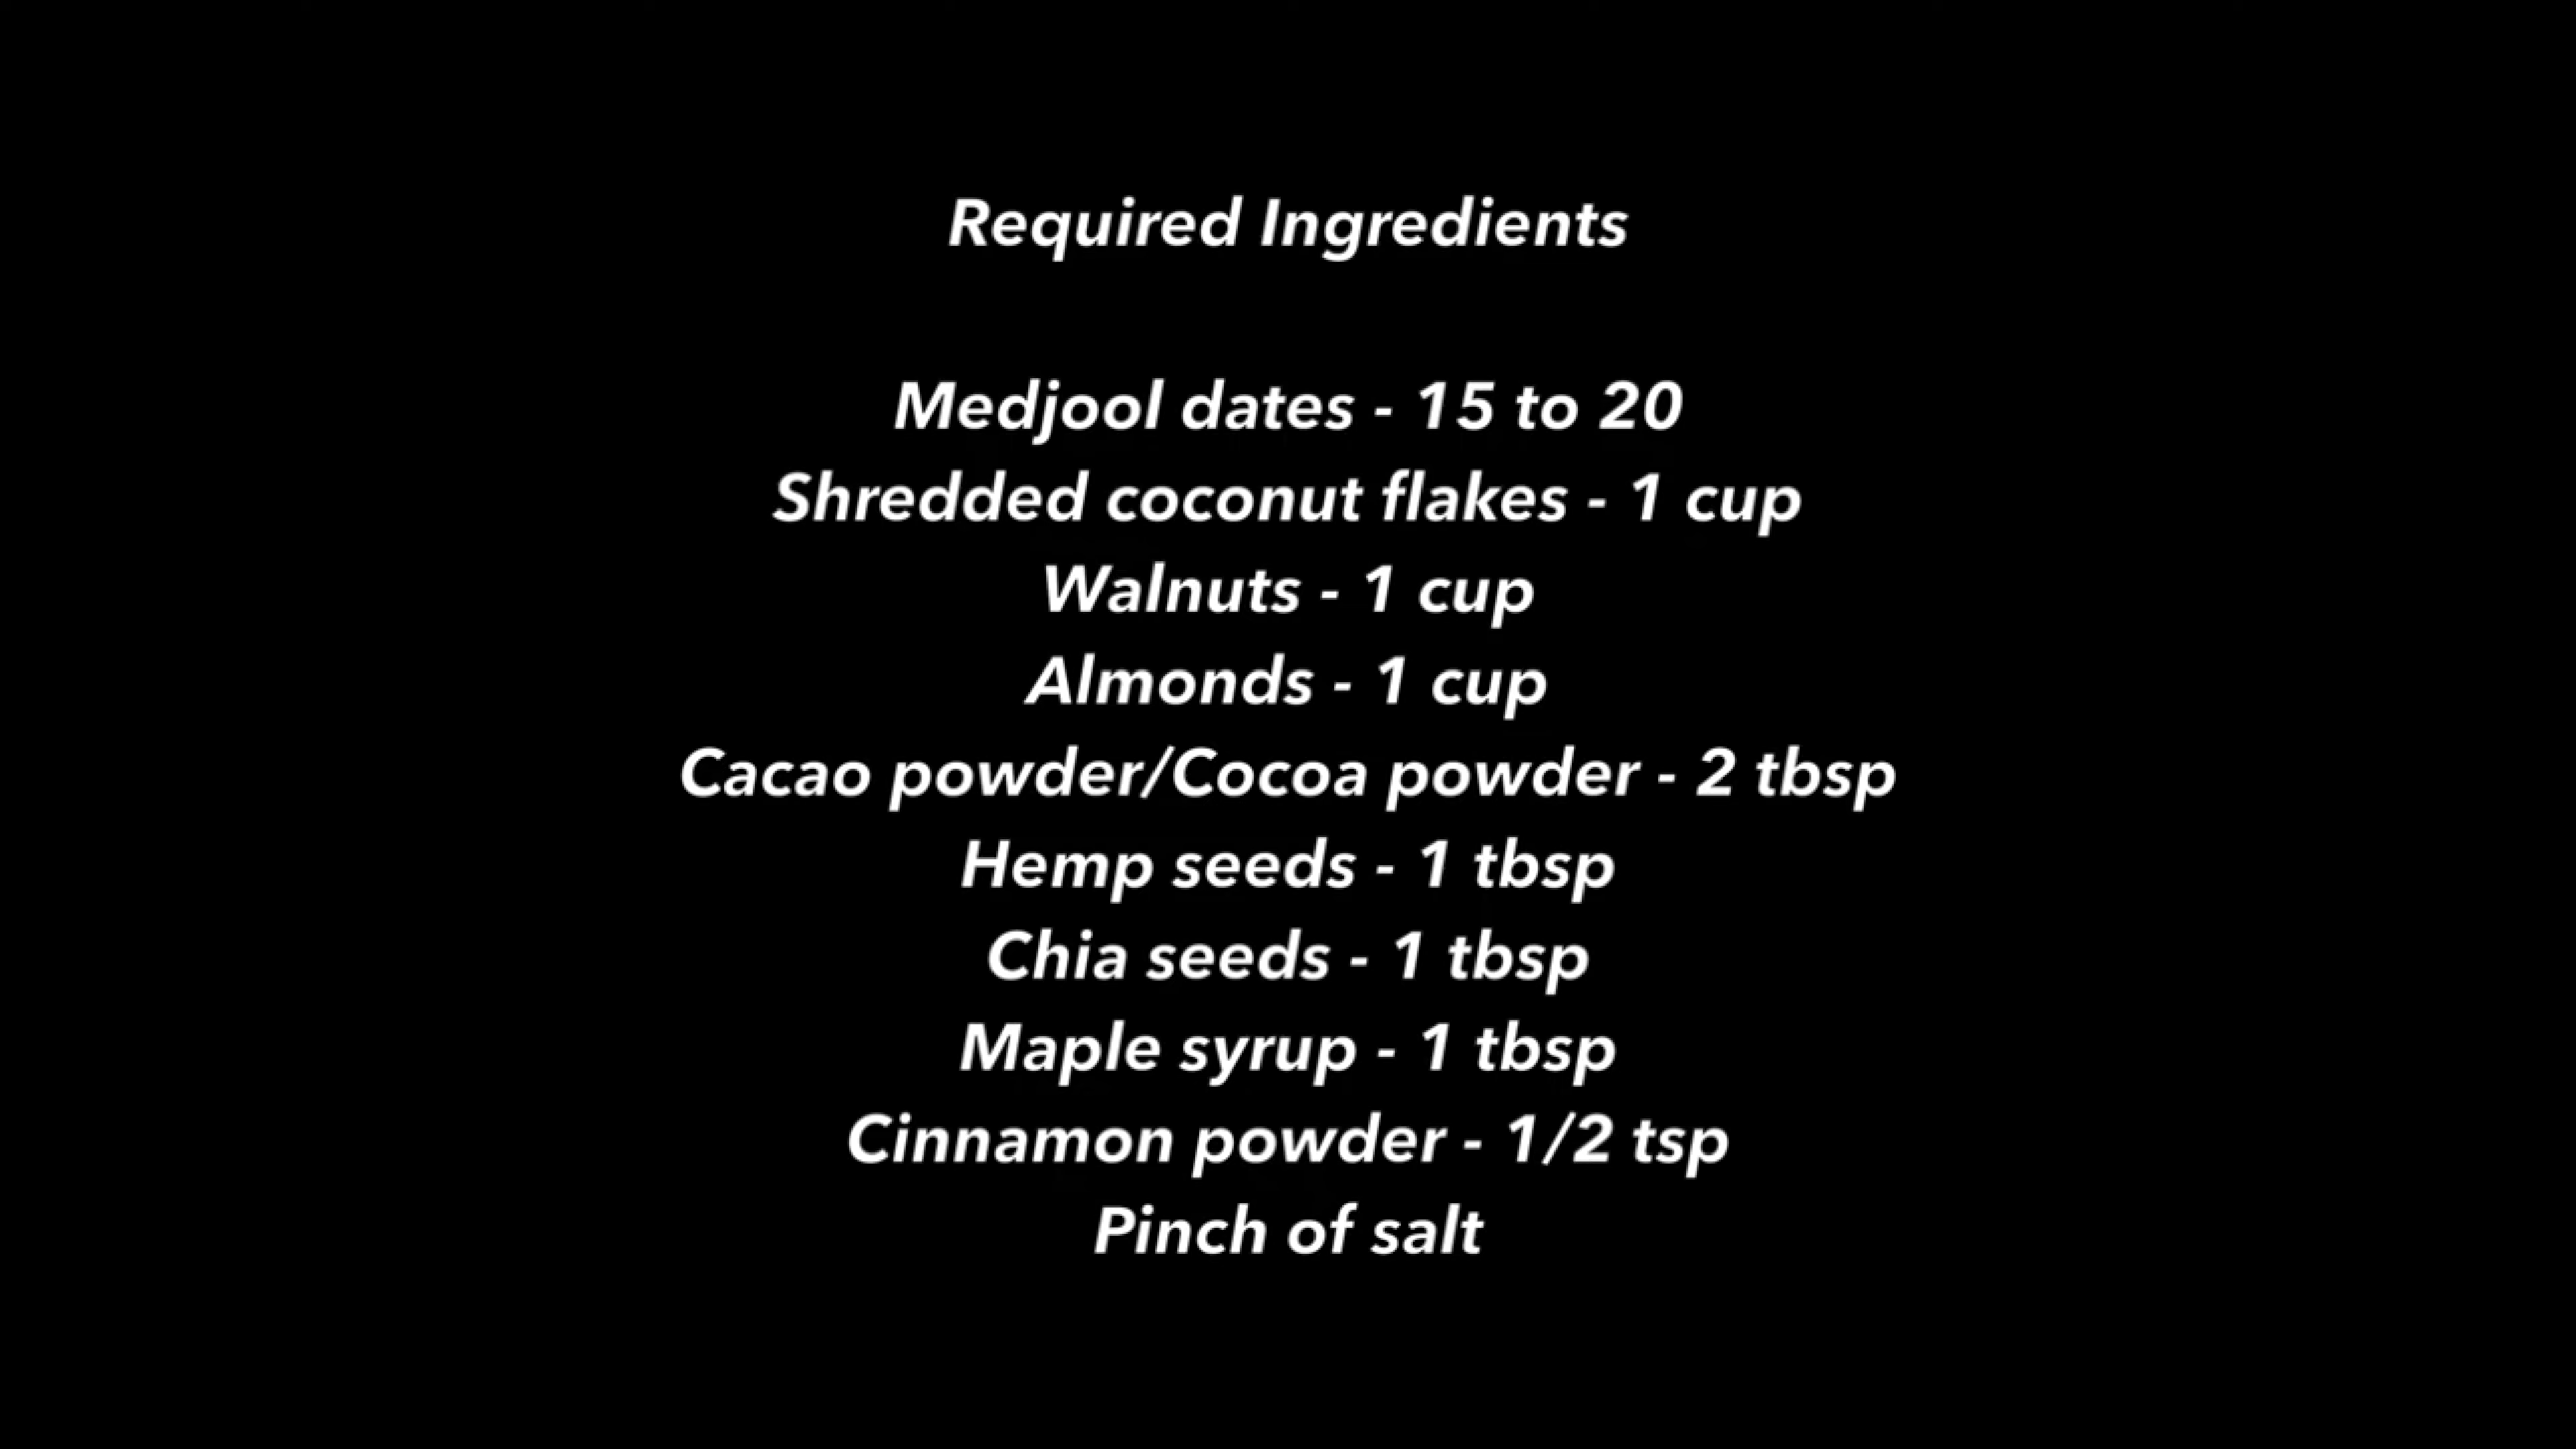 Required Ingredients
Medjool dates - 15 to 20
Shredded coconut flakes - 1 cup
Walnuts - 1 cup
Almonds - 1 cup
Cacao powder/Cocoa powder - 2 tbsp
Hemp seeds - 1 tbsp
Chia seeds - 1 tbsp
Maple syrup - 1 tbsp
Cinnamon powder - 1/2 tsp
Pinch of salt